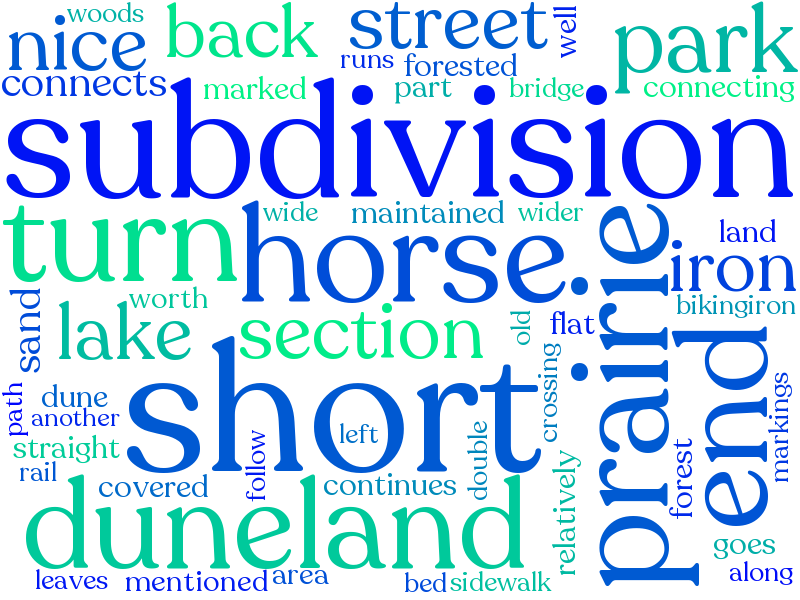 woods
nice
back
street
well
park
connects
runs
forested
marked
part
bridge
connecting
subdivision
turn
wide
maintained
wider
horse
prairie
land
iron
bikingiron
worth
sand
lake
section
old
flat
end
short
crossing
path
dune
another
left
straight
follow
double
markings
rail
covered
continues
relatively
forest
duneland
goes
leaves
mentioned
area
bed
sidewalk
along